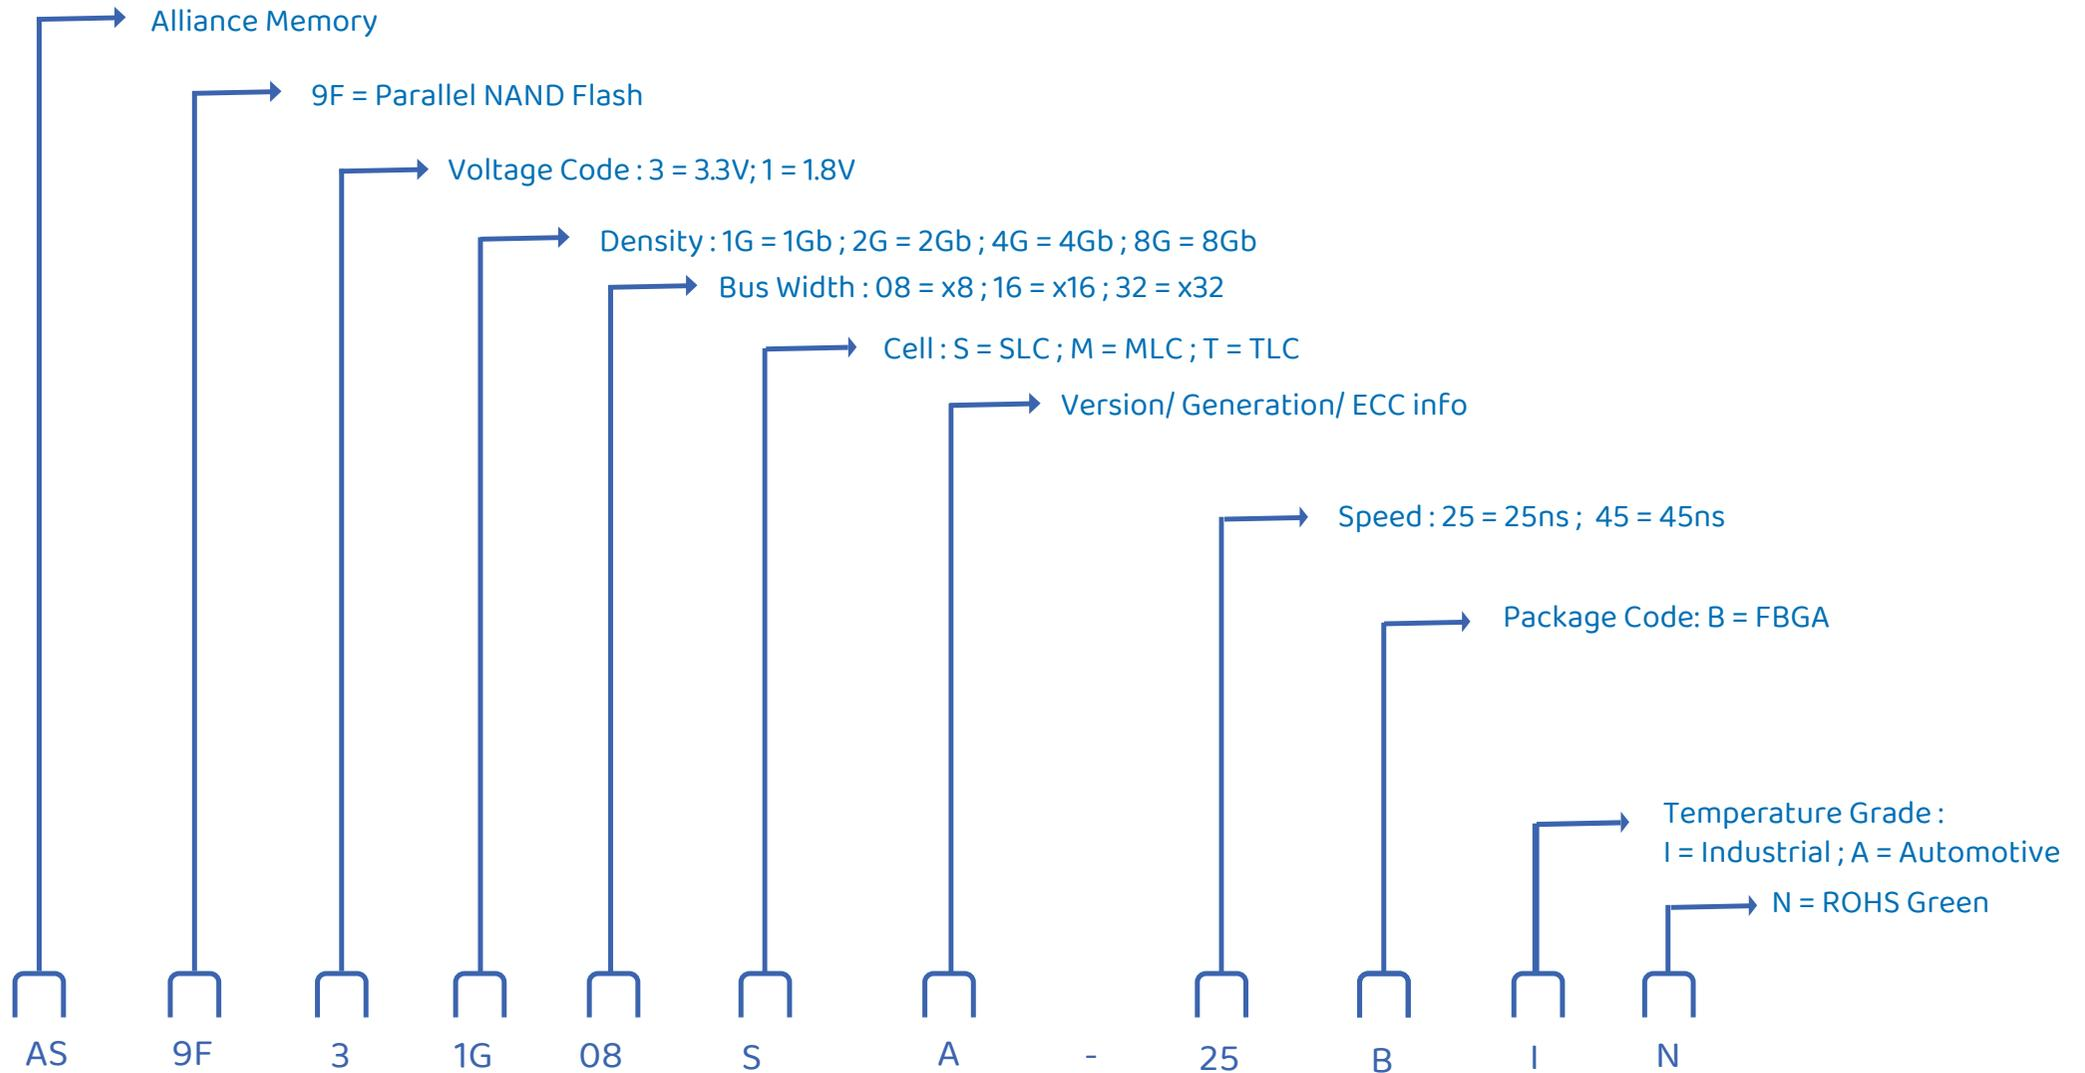 Alliance Memory
9F = Parallel NAND Flash
Voltage Code : 3 = 3.3V; 1 = 1.8V
Density : 1G = 1Gb ; 2G = 2Gb ; 4G = 4Gb ; 8G = 8Gb
Bus Width : 08 = x8 ; 16 = x16 ; 32 = x32
Cell : S = SLC ; M = MLC ; T = TLC
Version/ Generation/ ECC info
Speed : 25 = 25ns ; 45 = 45ns
Package Code: B = FBGA
Temperature Grade :
I = Industrial ; A = Automotive
N = ROHS Green
AS 9F 3 1G 08 S A - 25 B I N